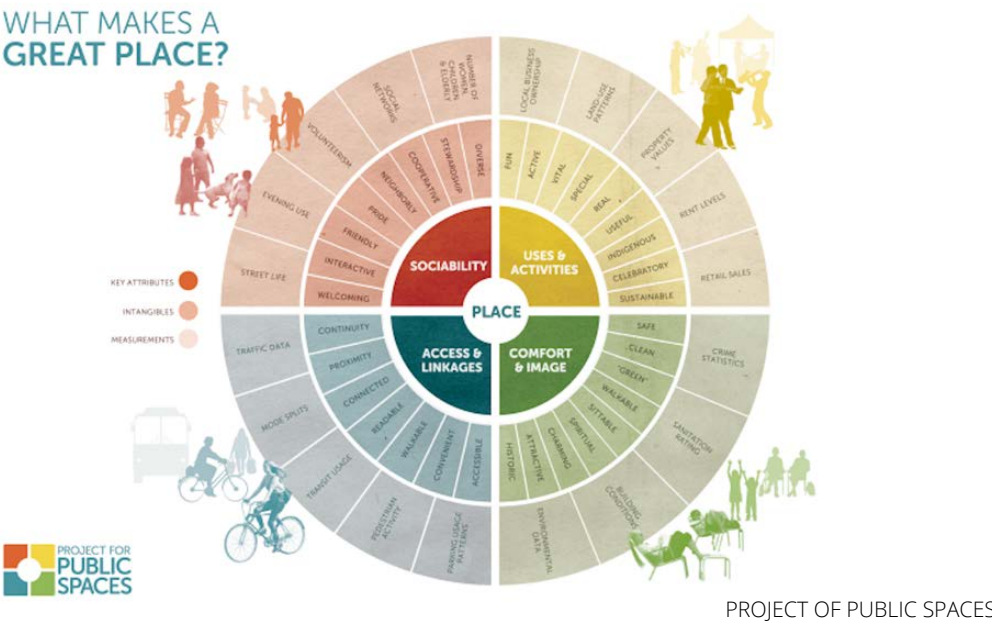 WHAT MAKES A
GREAT PLACE?
KEY ATTRIBUTES
INTANGIBLES
MEASUREMENTS
PLACE
SOCIABILITY
USES &
ACTIVITIES
ACCESS &
LINKAGES
COMFORT
& IMAGE
WELCOMING
INTERACTIVE
FRIENDLY
PRIDE
NEIGHBORLY
COOPERATIVE
STEWARDSHIP
DIVERSE
STREET LIFE
EVENING USE
VOLUNTEERISM
SOCIAL
NETWORKS
NUMBER OF
WOMEN,
CHILDREN
& ELDERLY
FUN
ACTIVE
VITAL
SPECIAL
REAL
USEFUL
INDIGENOUS
CELEBRATORY
SUSTAINABLE
LOCAL BUSINESS
OWNERSHIP
LAND-USE
PATTERNS
PROPERTY
VALUES
RENT LEVELS
RETAIL SALES
SAFE
CLEAN
"GREEN"
WALKABLE
SITTABLE
SPIRITUAL
CHARMING
ATTRACTIVE
HISTORIC
CRIME
STATISTICS
SANITATION
RATING
BUILDING
CONDITIONS
ENVIRONMENTAL
DATA
CONTINUITY
PROXIMITY
CONNECTED
READABLE
WALKABLE
CONVENIENT
ACCESSIBLE
TRAFFIC DATA
MODE SPLITS
TRANSIT USAGE
PEDESTRIAN
ACTIVITY
PARKING USAGE
PATTERNS
PROJECT FOR
PUBLIC
SPACES
PROJECT OF PUBLIC SPACES